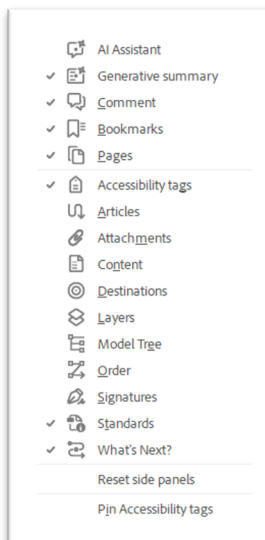 AI Assistant
Generative summary
Comment
Bookmarks
Pages
Accessibility tags
Articles
Attachments
Content
Destinations
Layers
Model Tree
Order
Signatures
Standards
What's Next?
Reset side panels
Pin Accessibility tags